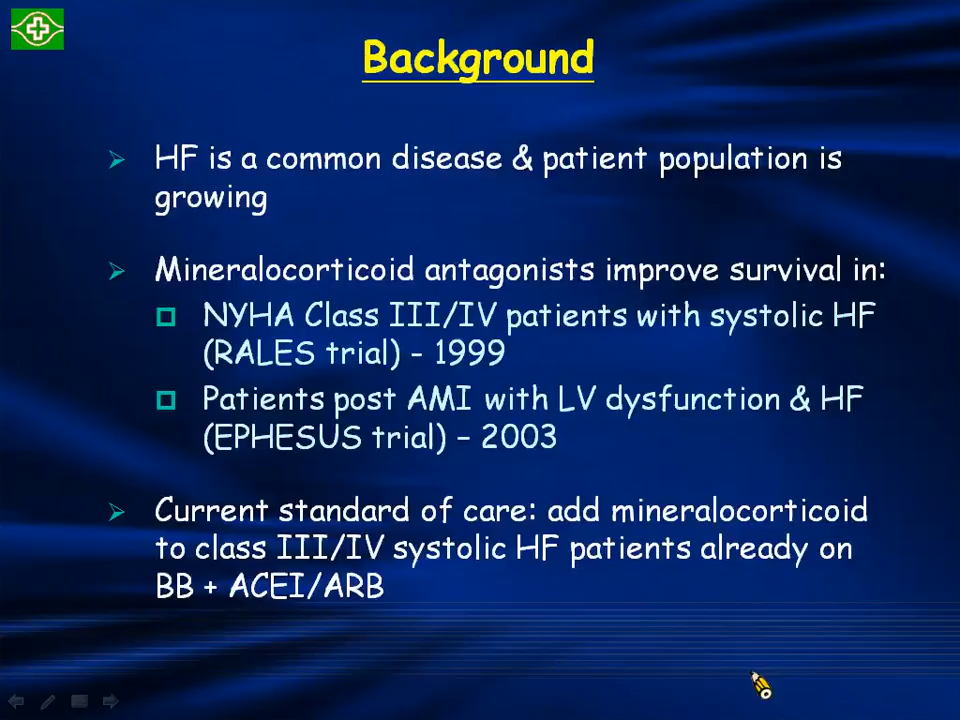 Background
HF is a common disease & patient population is
growing
Mineralocorticoid antagonists improve survival in:
NYHA Class III/IV patients with systolic HF
(RALES trial) - 1999
Patients post AMI with LV dysfunction & HF
(EPHESUS trial) – 2003
Current standard of care: add mineralocorticoid
to class III/IV systolic HF patients already on
BB + ACEI/ARB